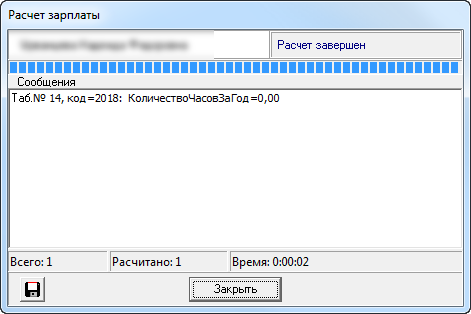 Расчет зарплаты
Расчет завершен
Сообщения
Таб.№ 14, код=2018: КоличествоЧасовЗаГод=0,00
Всего: 1
Расчитано: 1
Время: 0:00:02
Закрыть